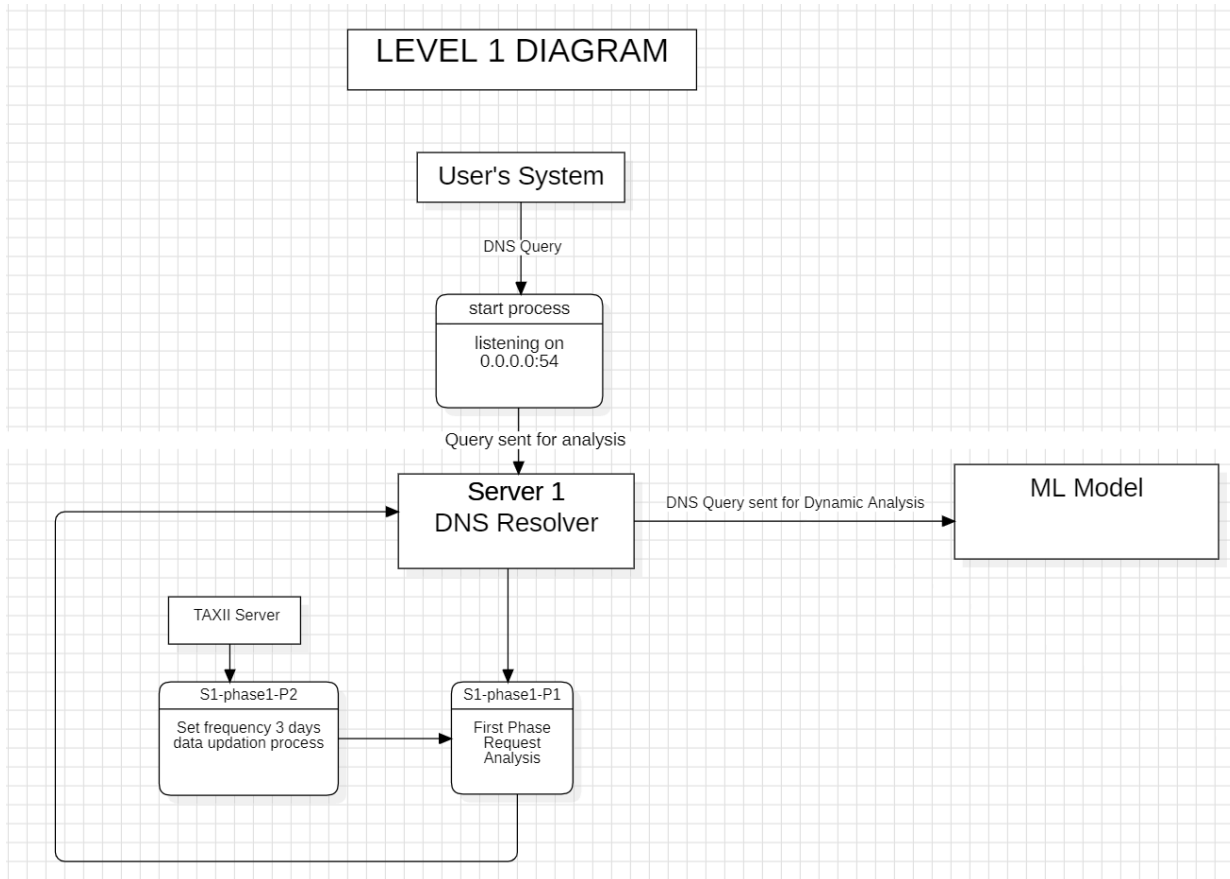 LEVEL 1 DIAGRAM
User's System
DNS Query
start process
listening on
0.0.0.0:54
Query sent for analysis
Server 1
DNS Resolver
DNS Query sent for Dynamic Analysis
ML Model
TAXII Server
S1-phase1-P2
Set frequency 3 days
data updation process
S1-phase1-P1
First Phase
Request
Analysis